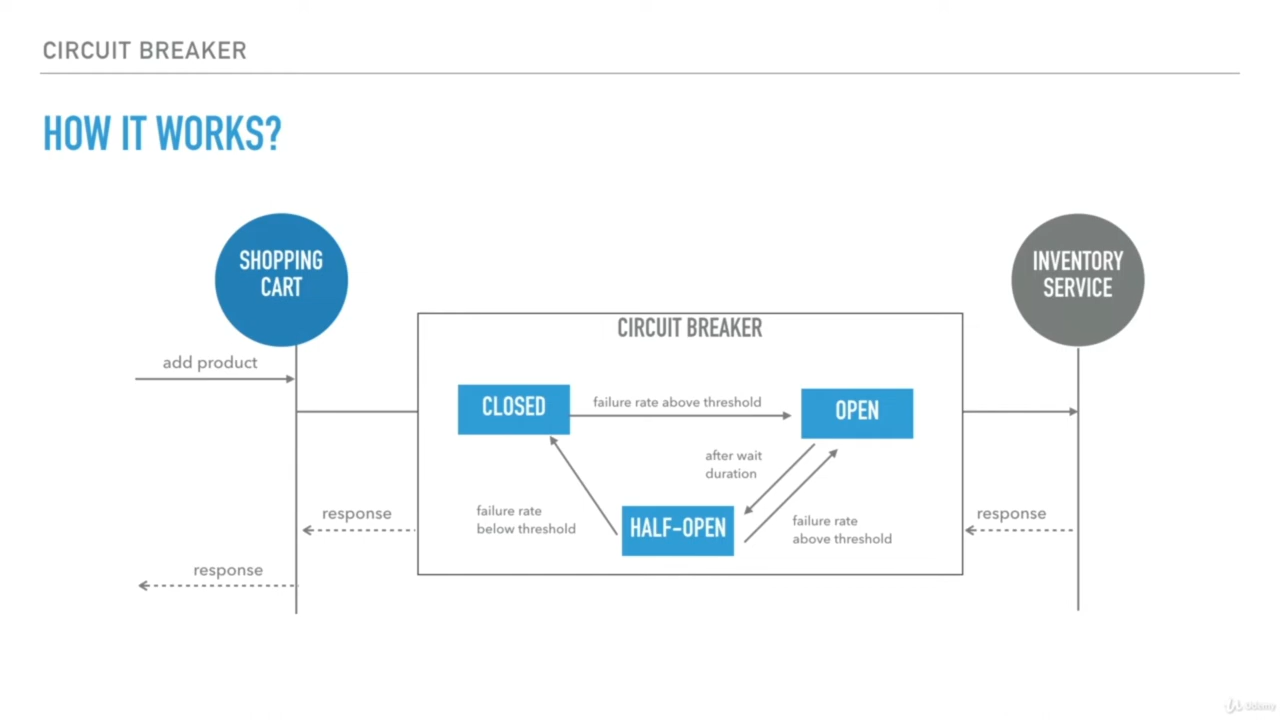 CIRCUIT BREAKER
HOW IT WORKS?
SHOPPING
CART
INVENTORY
SERVICE
CIRCUIT BREAKER
add product
CLOSED
failure rate above threshold
OPEN
after wait
duration
failure rate
below threshold
HALF-OPEN
failure rate
above threshold
response
response
response
Udemy